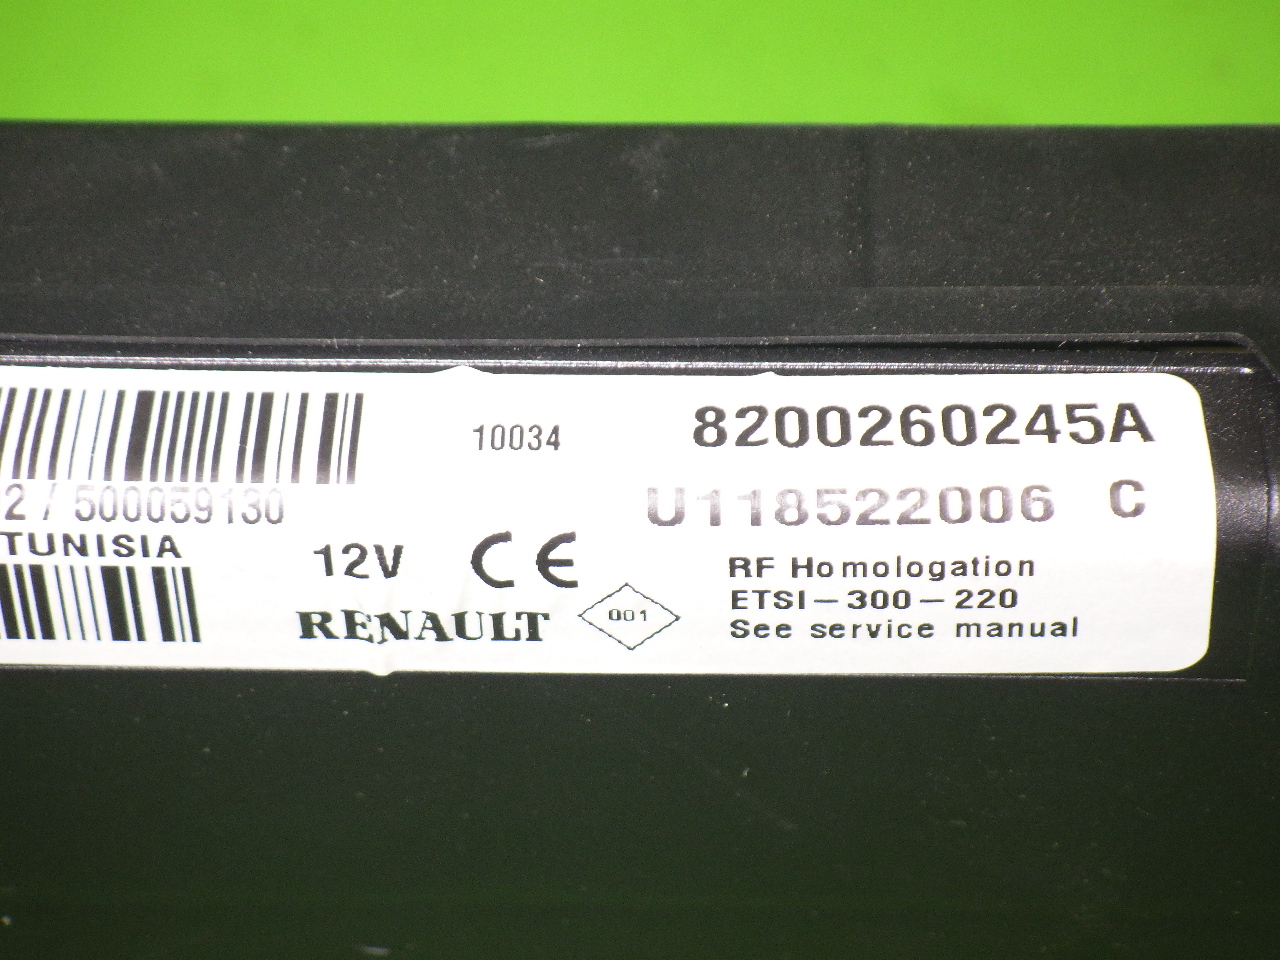 10034
8200260245A
2 / 500059130
U118522006 C
TUNISIA
12V
CE
RF Homologation
ETSI-300-220
See service manual
RENAULT
001